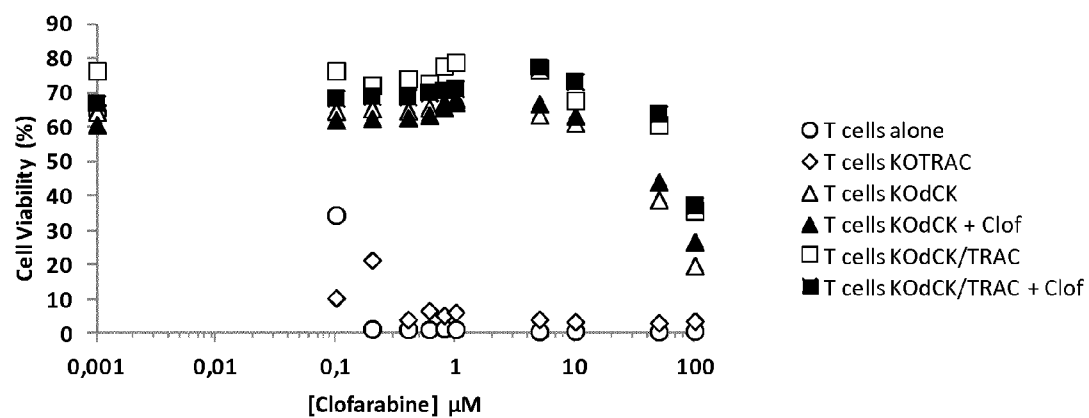 90
80
70
60
50
40
30
20
10
0
Cell Viability (%)
0,001
0,01
0,1
1
10
100
[Clofarabine] µM
T cells alone
T cells KOTRAC
T cells KOdCK
T cells KOdCK + Clof
T cells KOdCK/TRAC
T cells KOdCK/TRAC + Clof